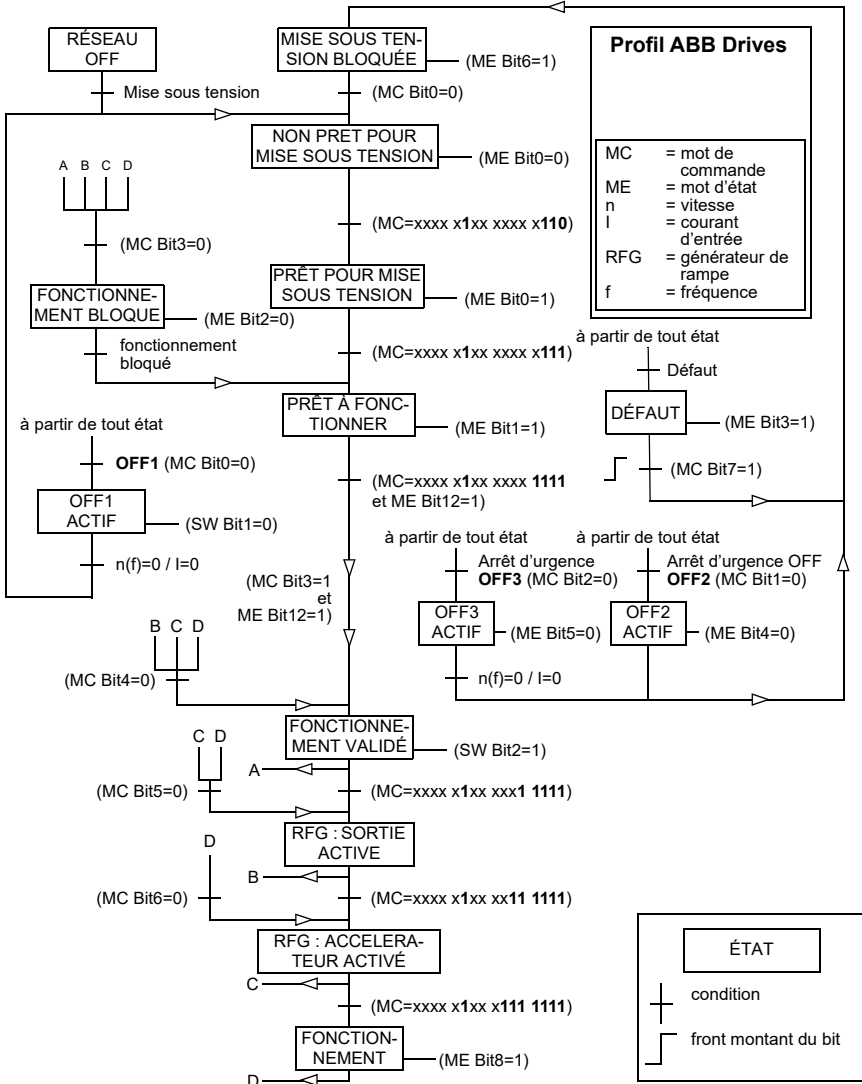 RÉSEAU
OFF
Mise sous tension
MISE SOUS TEN-
SION BLOQUÉE
(ME Bit6=1)
(MC Bit0=0)
NON PRET POUR
MISE SOUS TENSION
(ME Bit0=0)
A B C D
(MC Bit3=0)
(MC=xxxx x1xx xxxx x110)
FONCTIONNE-
MENT BLOQUE
(ME Bit2=0)
fonctionnement
bloqué
PRÊT POUR MISE
SOUS TENSION
(ME Bit0=1)
(MC=xxxx x1xx xxxx x111)
PRÊT À FONC-
TIONNER
(ME Bit1=1)
(MC=xxxx x1xx xxxx 1111
et ME Bit12=1)
Profil ABB Drives
MC = mot de
commande
ME = mot d'état
n = vitesse
I = courant
d'entrée
RFG = générateur de
rampe
f = fréquence
à partir de tout état
Défaut
DÉFAUT
(ME Bit3=1)
(MC Bit7=1)
à partir de tout état
OFF1 (MC Bit0=0)
OFF1
ACTIF
(SW Bit1=0)
n(f)=0 / I=0
(MC Bit3=1
et
ME Bit12=1)
à partir de tout état
Arrêt d'urgence
OFF3 (MC Bit2=0)
OFF3
ACTIF
(ME Bit5=0)
n(f)=0 / I=0
à partir de tout état
Arrêt d'urgence OFF
OFF2 (MC Bit1=0)
OFF2
ACTIF
(ME Bit4=0)
B C D
(MC Bit4=0)
FONCTIONNE-
MENT VALIDÉ
(SW Bit2=1)
A
C D
(MC Bit5=0)
(MC=xxxx x1xx xxx1 1111)
RFG : SORTIE
ACTIVE
B
D
(MC Bit6=0)
(MC=xxxx x1xx xx11 1111)
RFG : ACCELERA-
TEUR ACTIVÉ
C
(MC=xxxx x1xx x111 1111)
FONCTION-
NEMENT
(ME Bit8=1)
D
ÉTAT
condition
front montant du bit